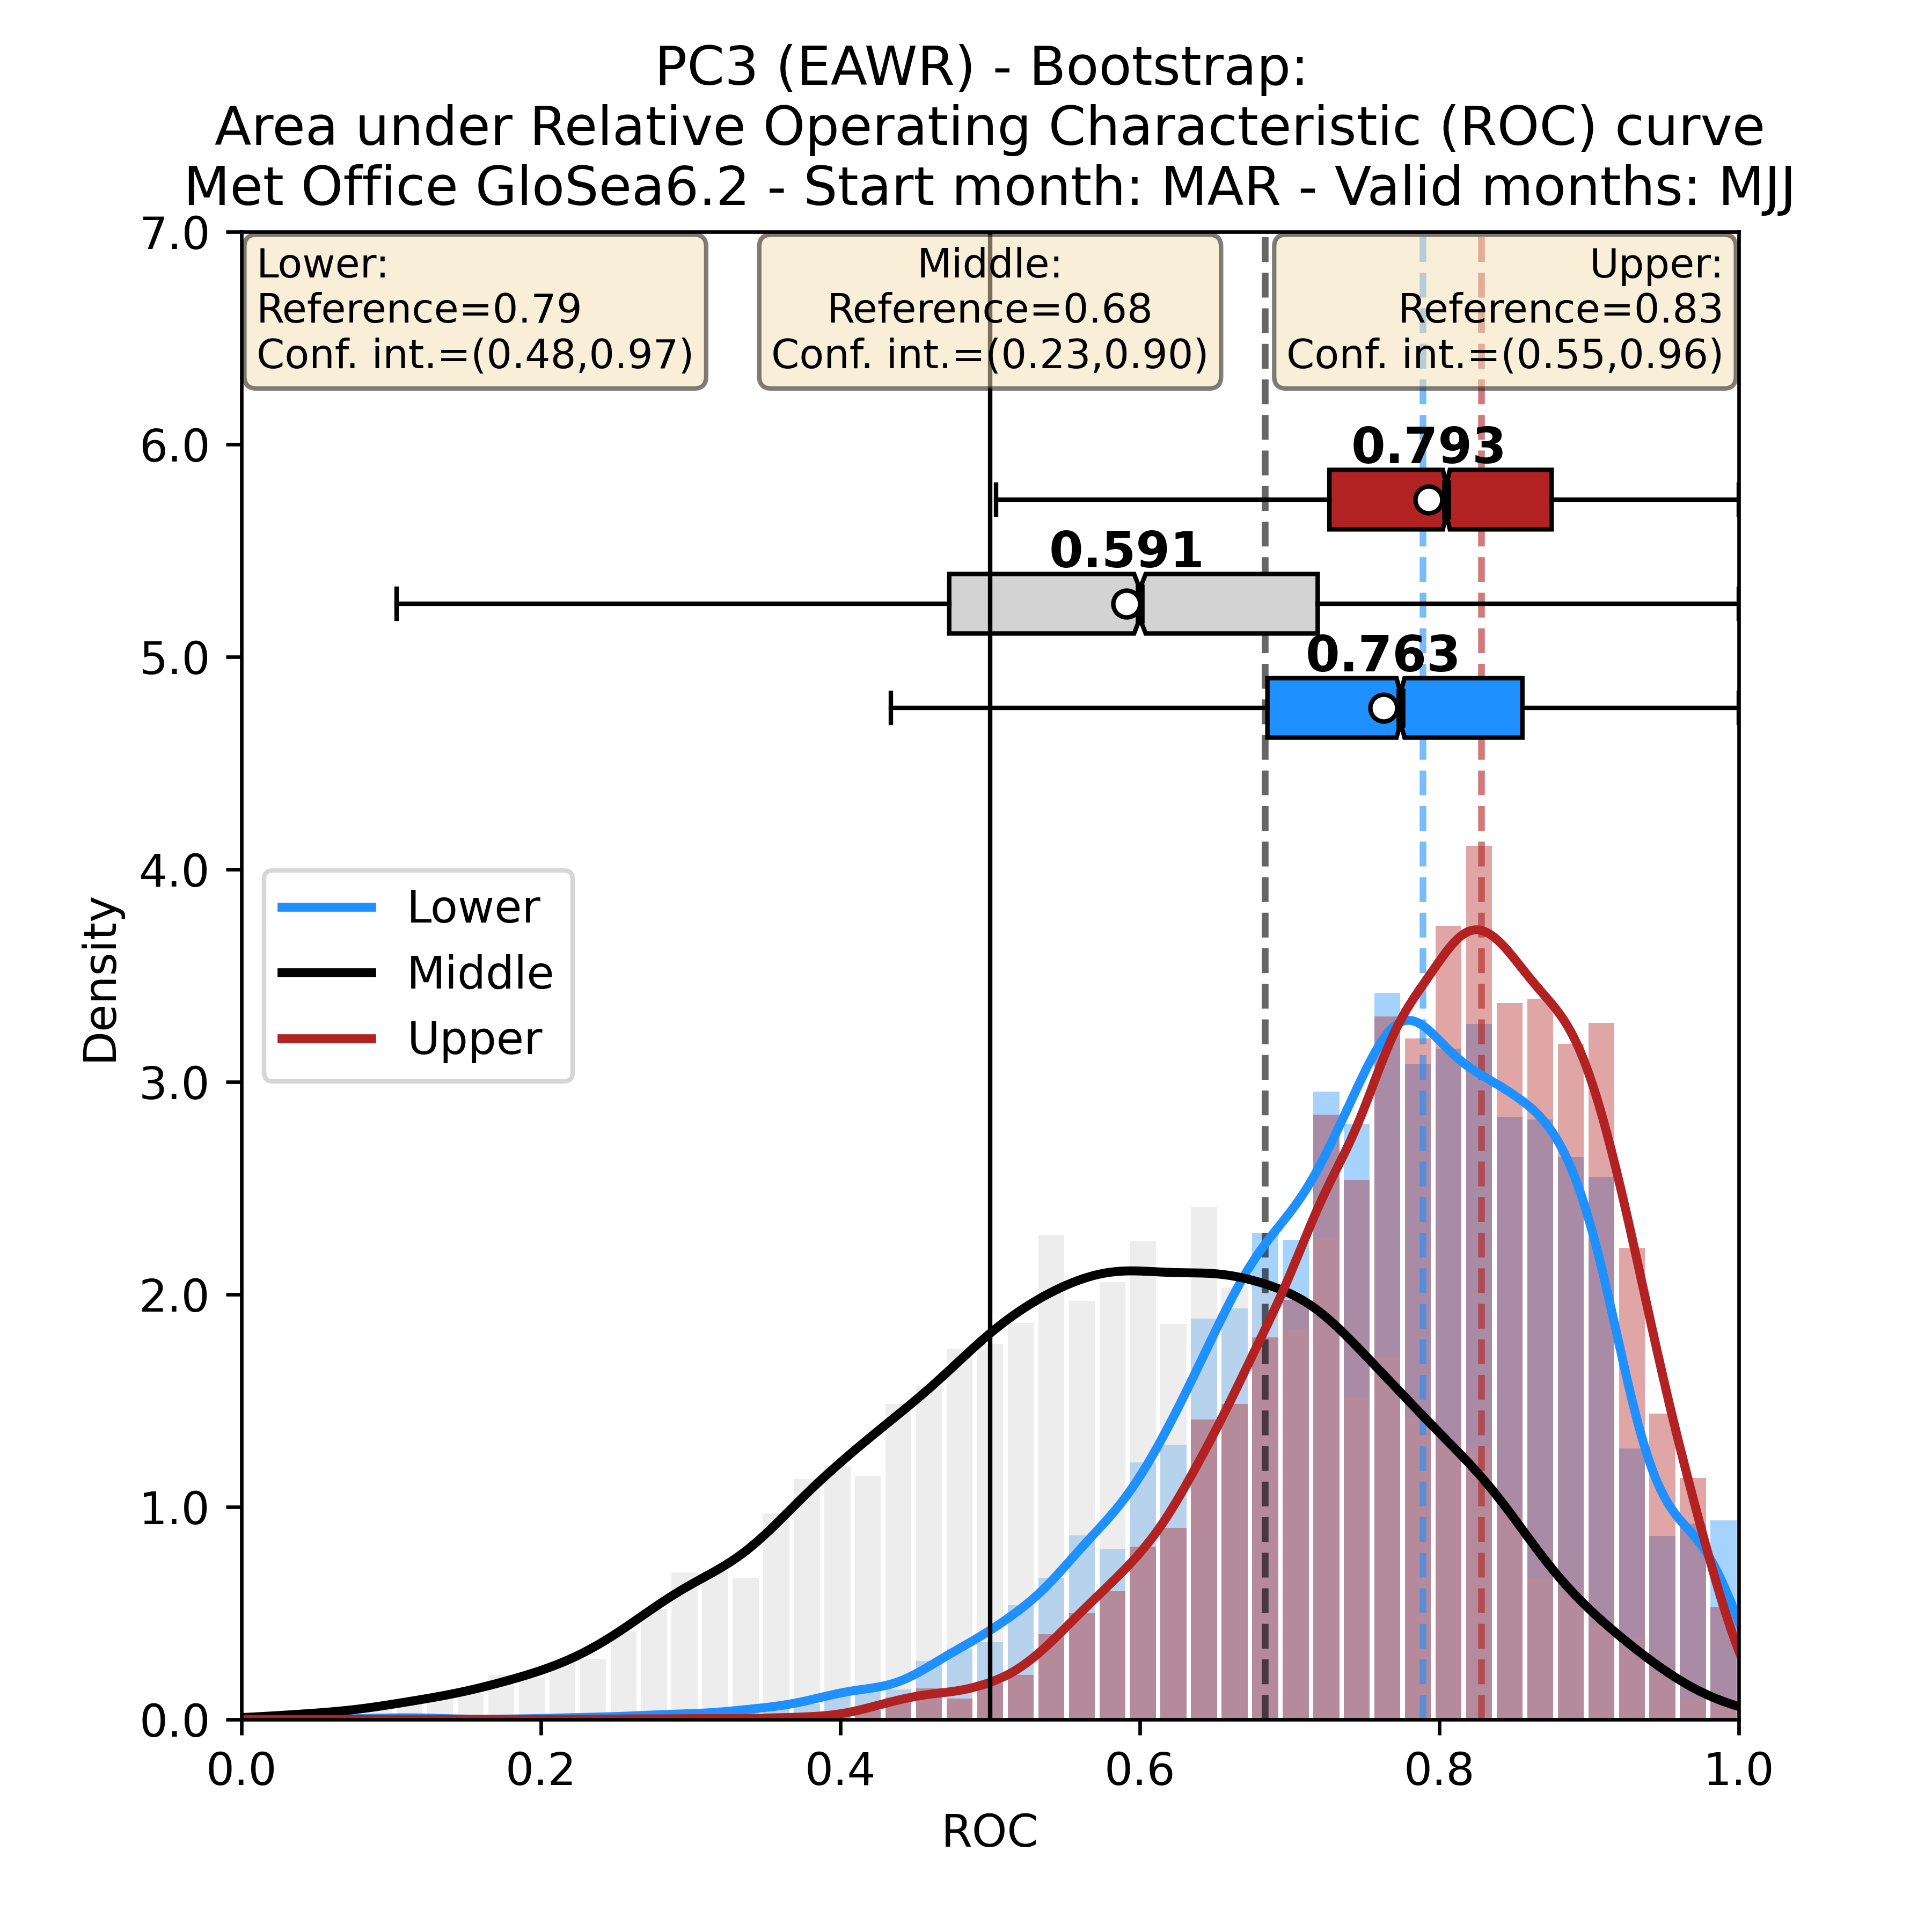 PC3 (EAWR) - Bootstrap:
Area under Relative Operating Characteristic (ROC) curve
Met Office GloSea6.2 - Start month: MAR - Valid months: MJJ
Lower:
Reference=0.79
Conf. int.=(0.48,0.97)
Middle:
Reference=0.68
Conf. int.=(0.23,0.90)
Upper:
Reference=0.83
Conf. int.=(0.55,0.96)
0.793
0.591
0.763
Lower
Middle
Upper
Density
7.0
6.0
5.0
4.0
3.0
2.0
1.0
0.0
0.0 0.2 0.4 0.6 0.8 1.0
ROC